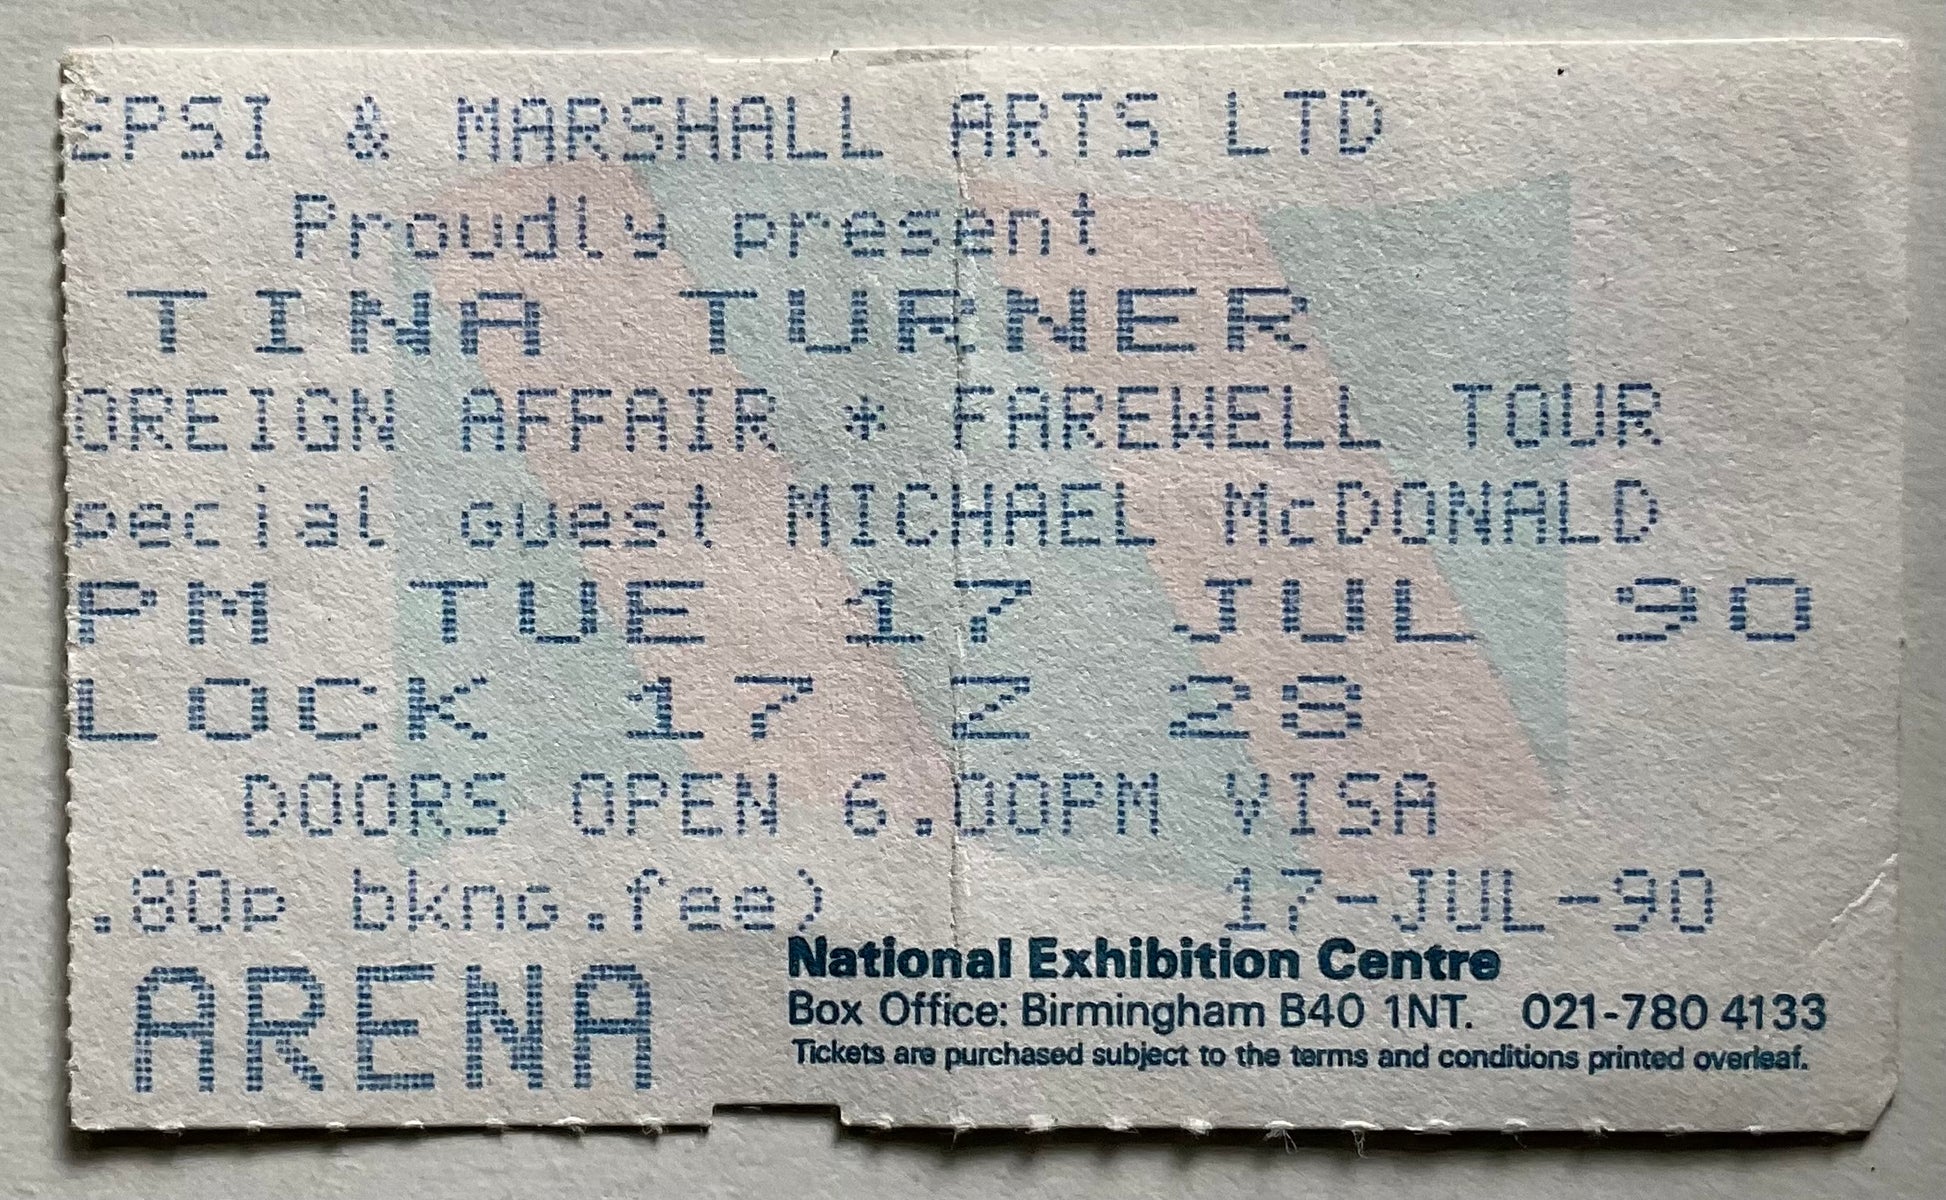 EPSI & MARSHALL ARTS LTD
Proudly present
TINA TURNER
OREIGN AFFAIR * FAREWELL TOUR
pecial Guest MICHAEL McDONALD
PM TUE 17 JUL 90
LOCK 17 Z 28
DOORS OPEN 6.00PM VISA
.80p bkng.fee) 17-JUL-90
ARENA
National Exhibition Centre
Box Office: Birmingham B40 1NT. 021-780 4133
Tickets are purchased subject to the terms and conditions printed overleaf.